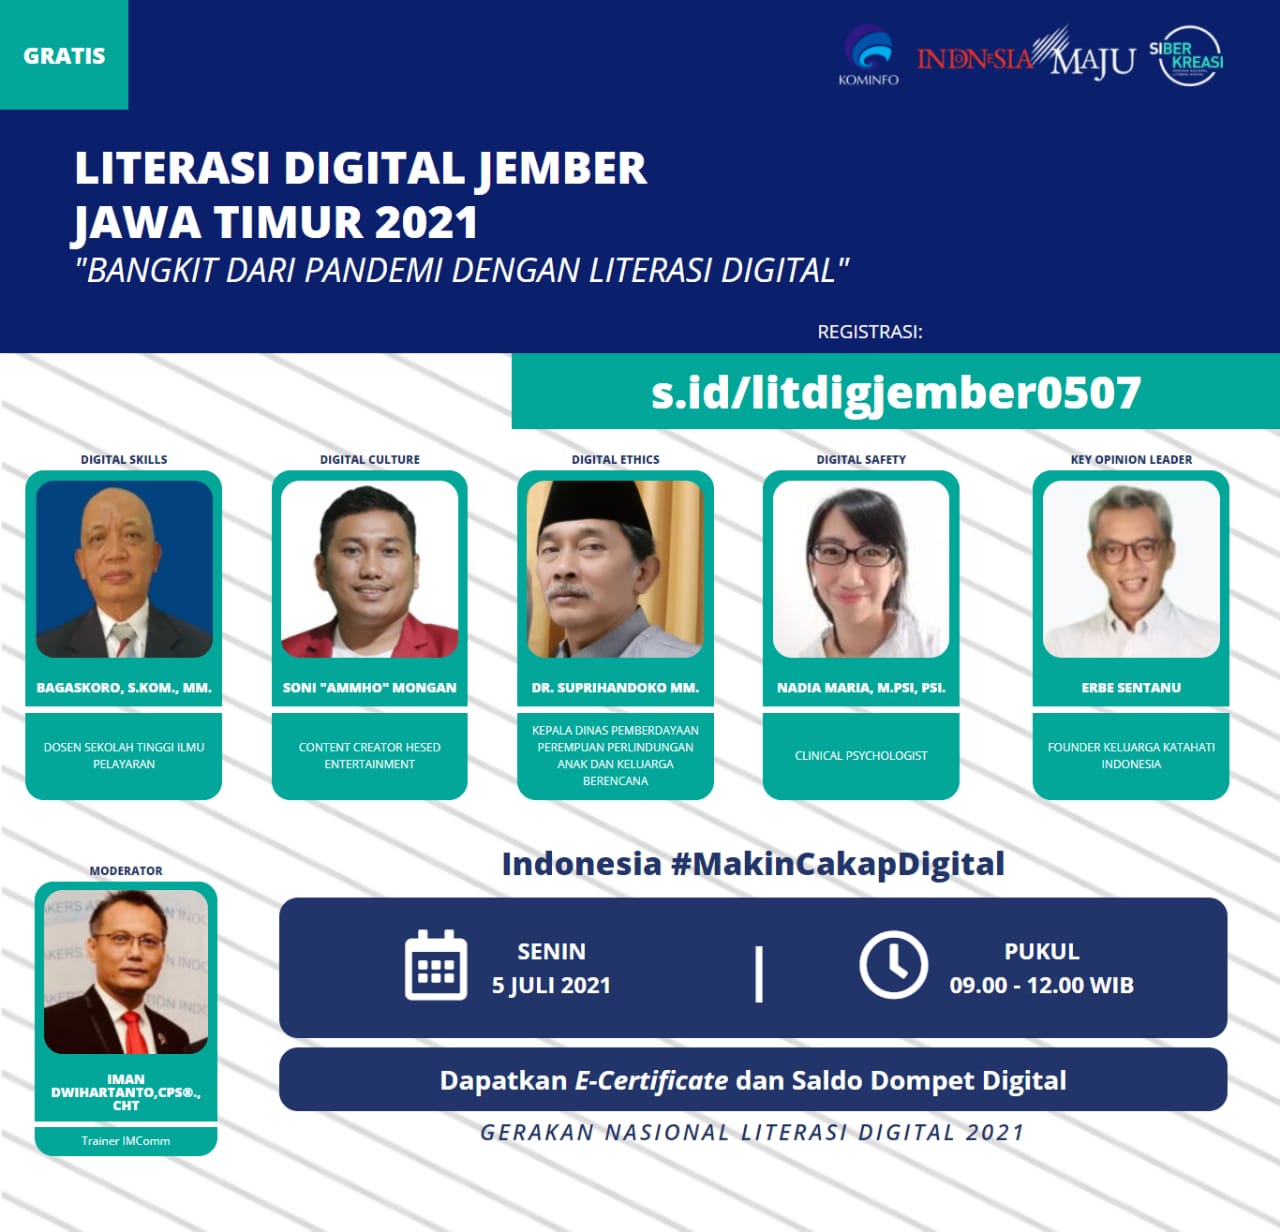 GRATIS
KOMINFO
INDONESIA MAJU
SIBER KREASI
LITERASI DIGITAL JEMBER
JAWA TIMUR 2021
"BANGKIT DARI PANDEMI DENGAN LITERASI DIGITAL"
REGISTRASI:
s.id/litdigjember0507
DIGITAL SKILLS
BAGASKORO, S.KOM., MM.
DOSEN SEKOLAH TINGGI ILMU
PELAYARAN
DIGITAL CULTURE
SONI "AMMHO" MONGAN
CONTENT CREATOR HESED
ENTERTAINMENT
DIGITAL ETHICS
DR. SUPRIHANDOKO MM.
KEPALA DINAS PEMBERDAYAAN
PEREMPUAN PERLINDUNGAN
ANAK DAN KELUARGA
BERENCANA
DIGITAL SAFETY
NADIA MARIA, M.PSI, PSI.
CLINICAL PSYCHOLOGIST
KEY OPINION LEADER
ERBE SENTANU
FOUNDER KELUARGA KATAHATI
INDONESIA
MODERATOR
IMAN
DWIHARTANTO,CPS®.,
CHT
Trainer IMComm
Indonesia #MakinCakapDigital
SENIN
5 JULI 2021
|
PUKUL
09.00 - 12.00 WIB
Dapatkan E-Certificate dan Saldo Dompet Digital
GERAKAN NASIONAL LITERASI DIGITAL 2021